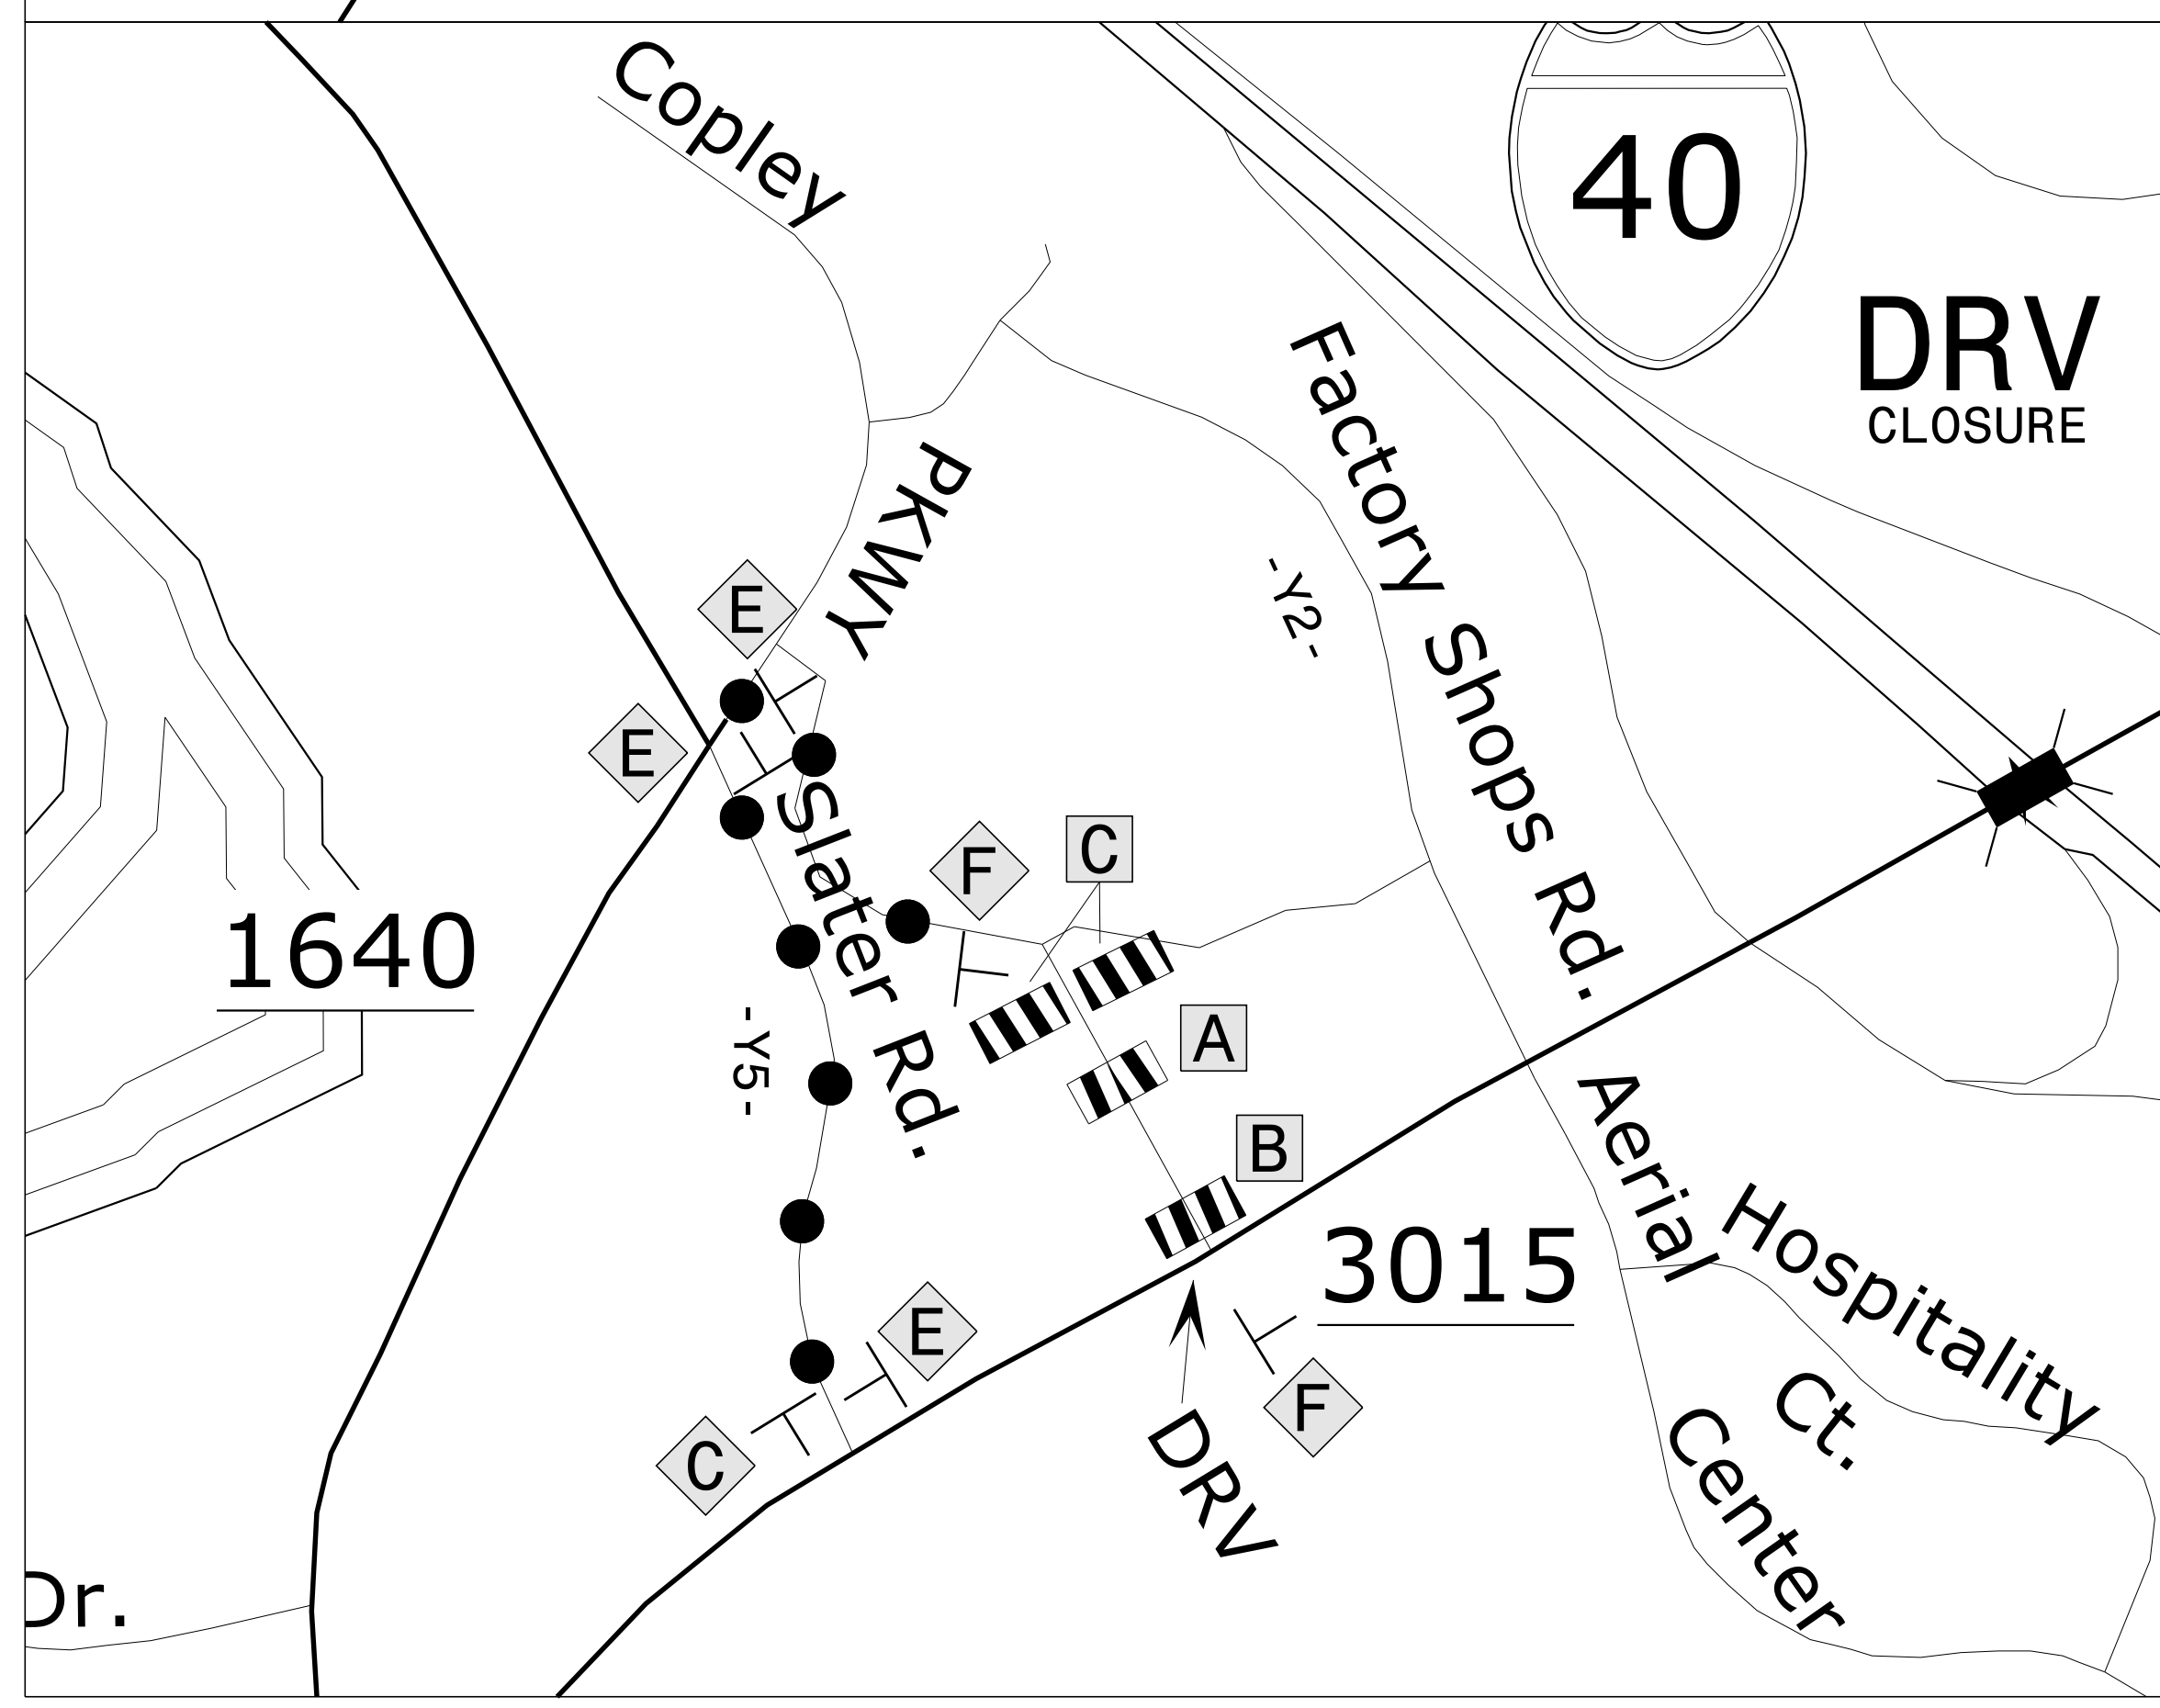 Copley
PKWY
40
DRV
CLOSURE
Factory Shops Rd.
-Y2-
E
E
F
C
Slater Rd.
1640
-Y5-
A
B
3015
Aerial
Center
Hospitality
Ct.
E
C
F
DRV
Dr.